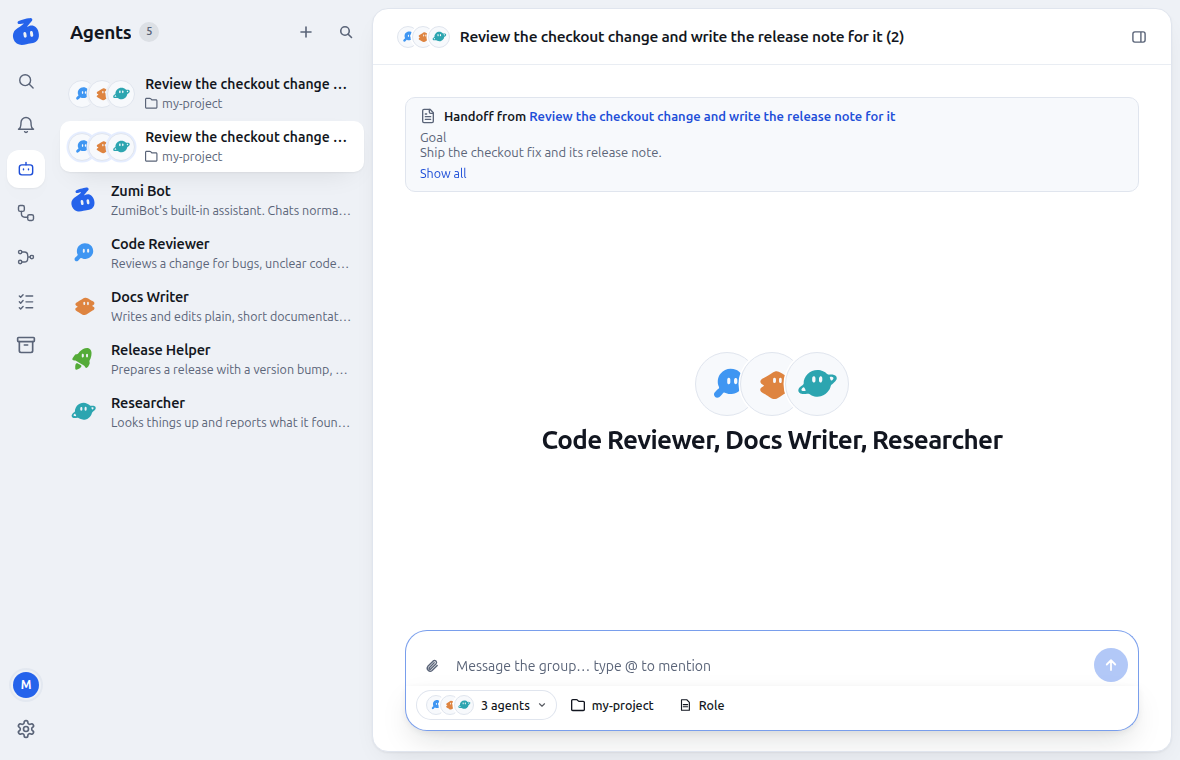 Agents 5
Review the checkout change …
my-project
Review the checkout change …
my-project
Zumi Bot
ZumiBot's built-in assistant. Chats norma…
Code Reviewer
Reviews a change for bugs, unclear code…
Docs Writer
Writes and edits plain, short documentat…
Release Helper
Prepares a release with a version bump, …
Researcher
Looks things up and reports what it foun…
M
Review the checkout change and write the release note for it (2)
Handoff from Review the checkout change and write the release note for it
Goal
Ship the checkout fix and its release note.
Show all
Code Reviewer, Docs Writer, Researcher
Message the group… type @ to mention
3 agents my-project Role